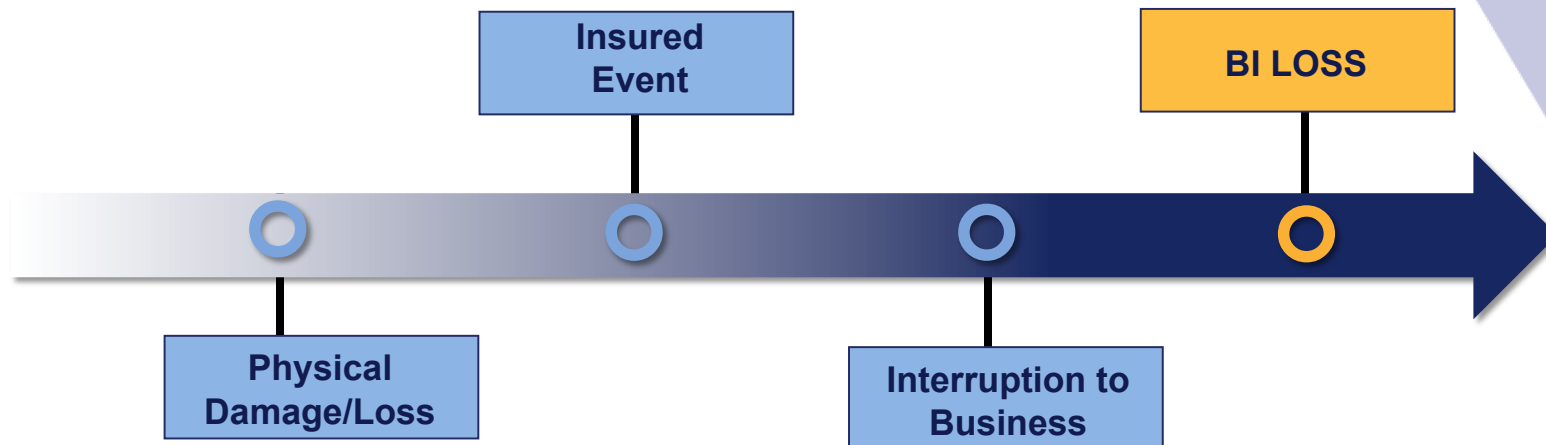 Insured
Event
BI LOSS
Physical
Damage/Loss
Interruption to
Business